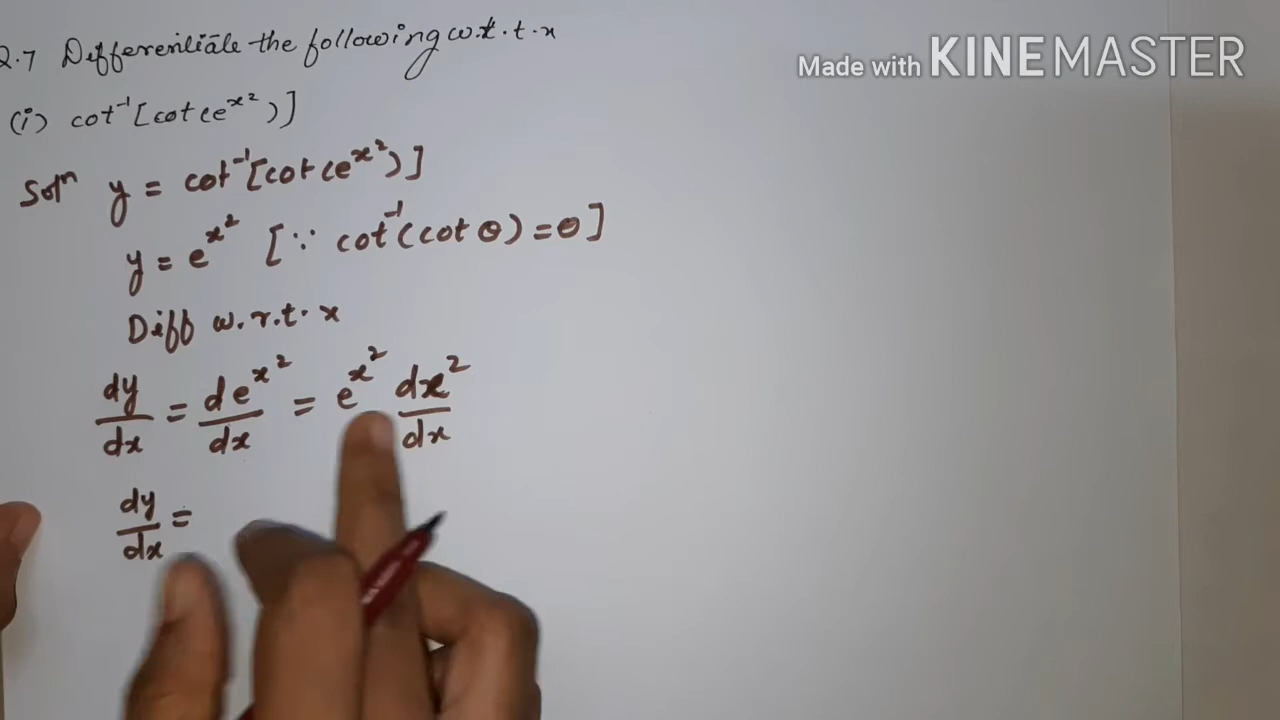 Q.7 Differentiate the following w.r.t.x
Made with KINEMASTER
(i) cot⁻¹[cot(e^x²)]
Solⁿ y = cot⁻¹[cot(e^x²)]
y = e^x² [∵ cot⁻¹(cot θ) = θ]
Diff w.r.t. x
dy/dx = de^x²/dx = e^x² dx²/dx
dy/dx =